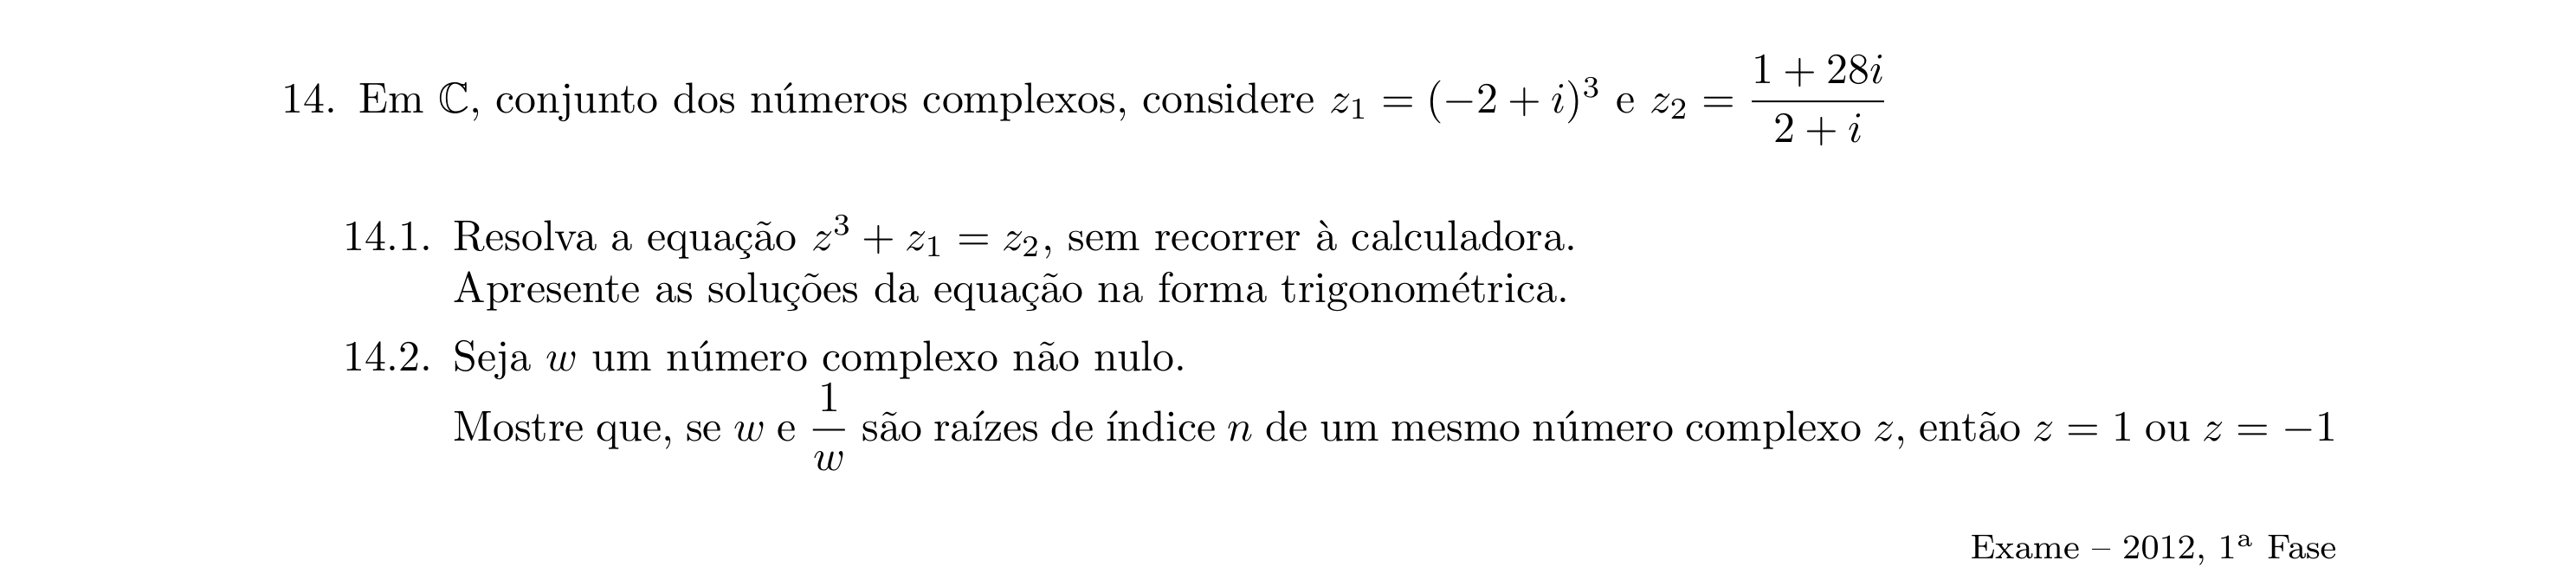 14. Em ℂ, conjunto dos números complexos, considere $z_1 = (-2 + i)^3$ e $z_2 = \dfrac{1 + 28i}{2 + i}$
14.1. Resolva a equação $z^3 + z_1 = z_2$, sem recorrer à calculadora.
Apresente as soluções da equação na forma trigonométrica.
14.2. Seja $w$ um número complexo não nulo.
Mostre que, se $w$ e $\dfrac{1}{w}$ são raízes de índice $n$ de um mesmo número complexo $z$, então $z = 1$ ou $z = -1$
Exame – 2012, 1ª Fase